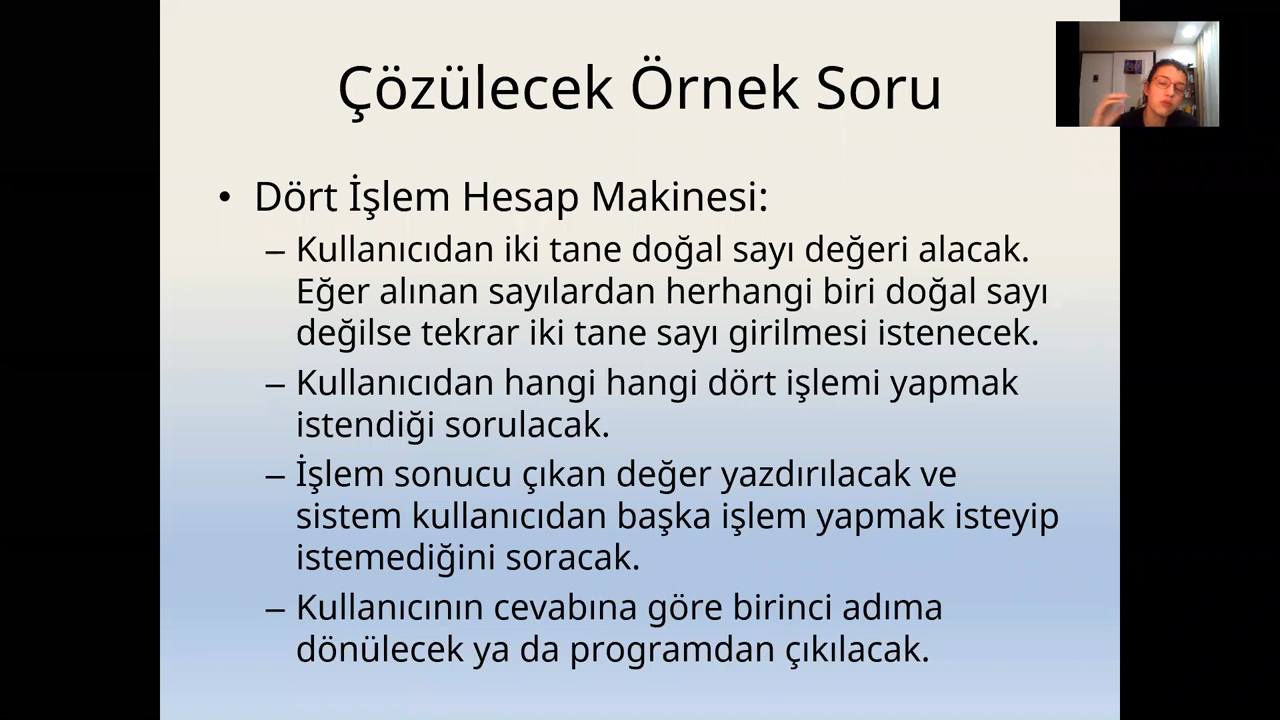 Çözülecek Örnek Soru
• Dört İşlem Hesap Makinesi:
– Kullanıcıdan iki tane doğal sayı değeri alacak.
Eğer alınan sayılardan herhangi biri doğal sayı
değilse tekrar iki tane sayı girilmesi istenecek.
– Kullanıcıdan hangi hangi dört işlemi yapmak
istendiği sorulacak.
– İşlem sonucu çıkan değer yazdırılacak ve
sistem kullanıcıdan başka işlem yapmak isteyip
istemediğini soracak.
– Kullanıcının cevabına göre birinci adıma
dönülecek ya da programdan çıkılacak.